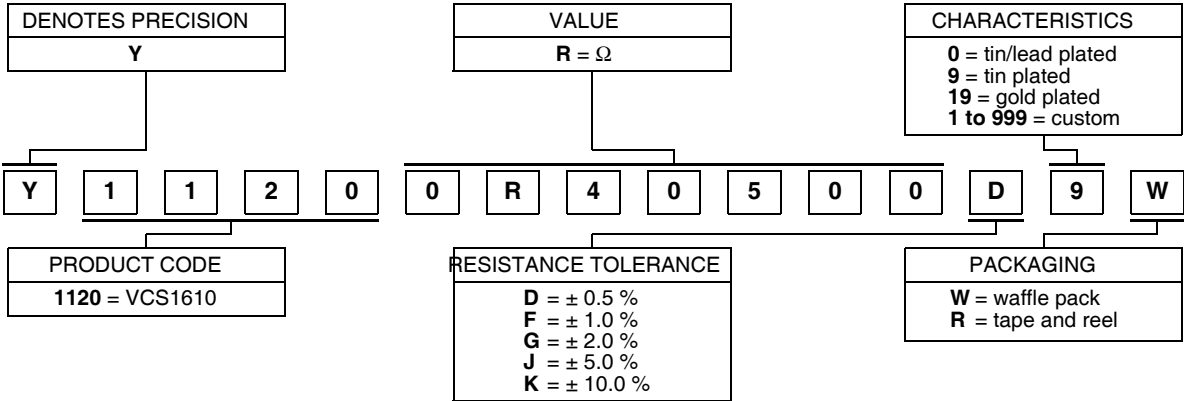 DENOTES PRECISION
Y
VALUE
R = Ω
CHARACTERISTICS
0 = tin/lead plated
9 = tin plated
19 = gold plated
1 to 999 = custom
Y 1 1 2 0 0 R 4 0 5 0 0 D 9 W
PRODUCT CODE
1120 = VCS1610
RESISTANCE TOLERANCE
D = ± 0.5 %
F = ± 1.0 %
G = ± 2.0 %
J = ± 5.0 %
K = ± 10.0 %
PACKAGING
W = waffle pack
R = tape and reel